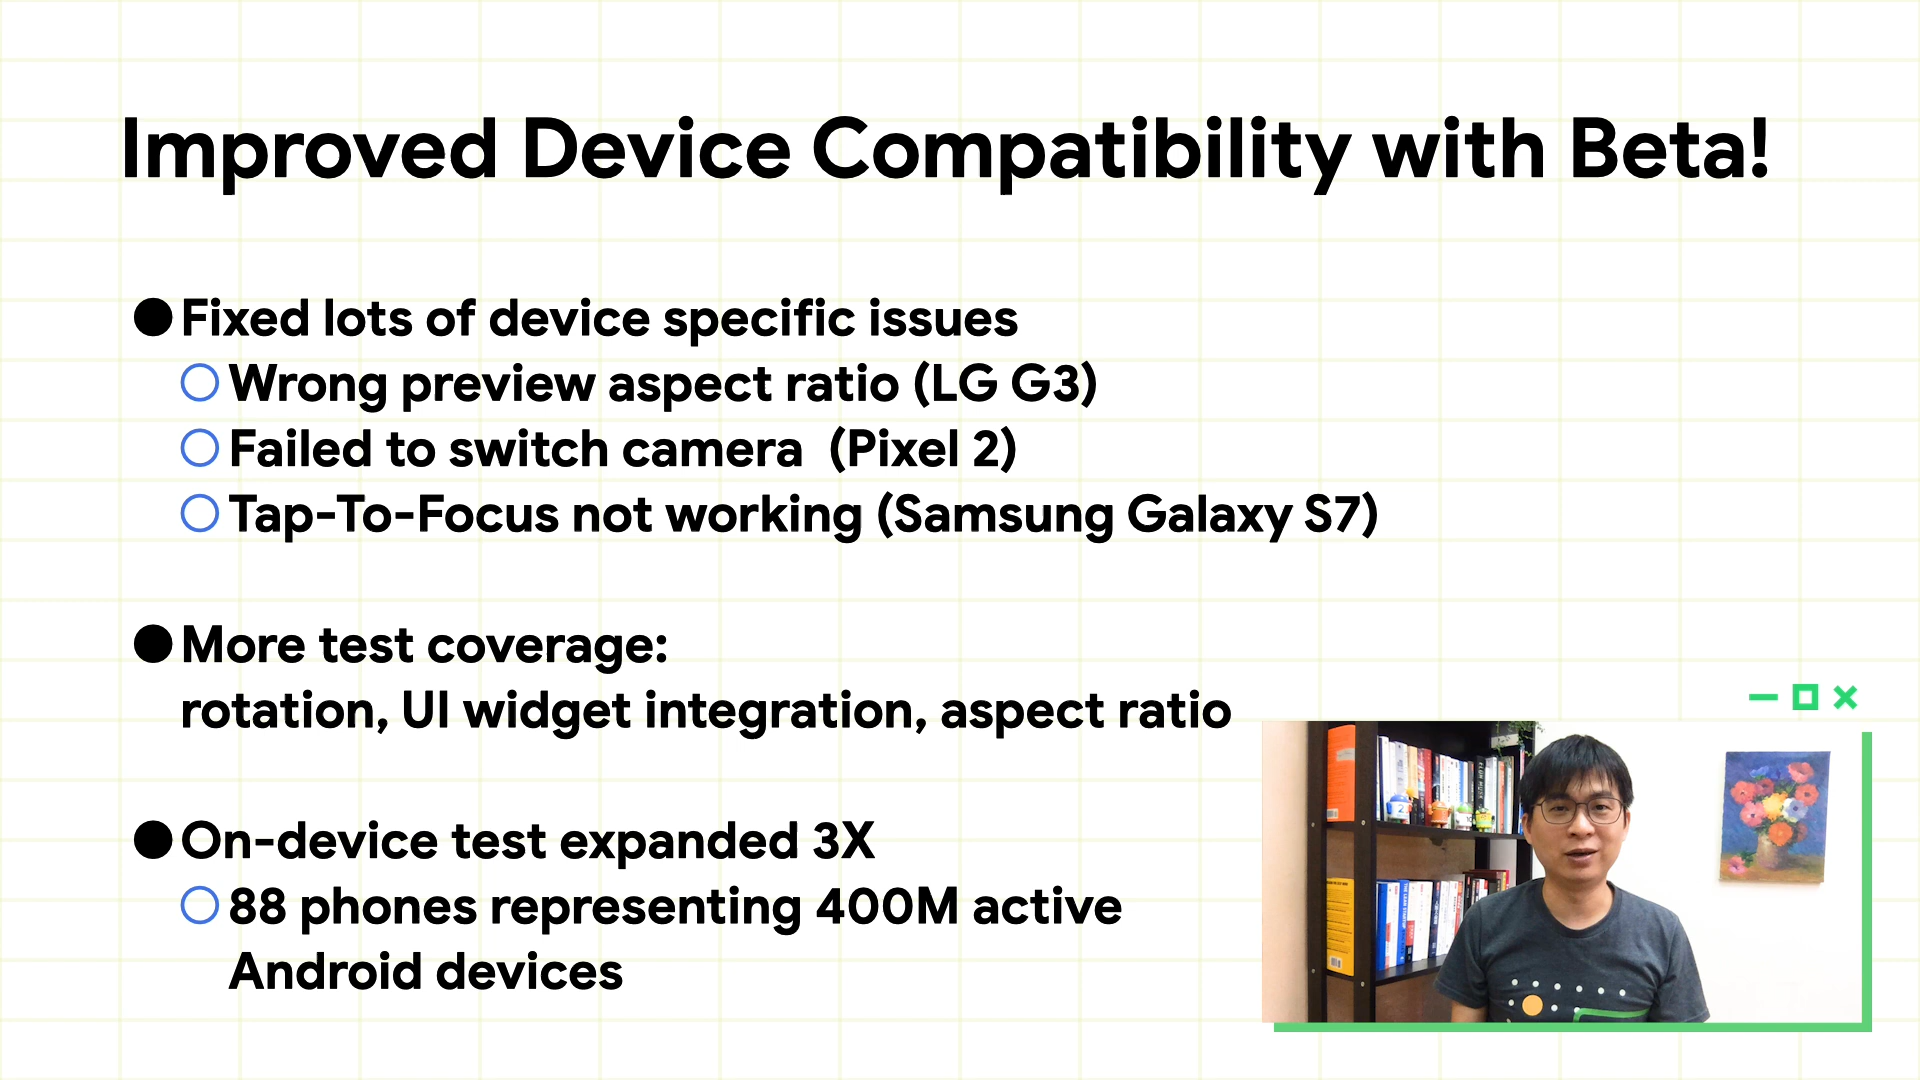 Improved Device Compatibility with Beta!
● Fixed lots of device specific issues
○ Wrong preview aspect ratio (LG G3)
○ Failed to switch camera (Pixel 2)
○ Tap-To-Focus not working (Samsung Galaxy S7)
● More test coverage:
rotation, UI widget integration, aspect ratio
● On-device test expanded 3X
○ 88 phones representing 400M active
Android devices
ELON MUSK